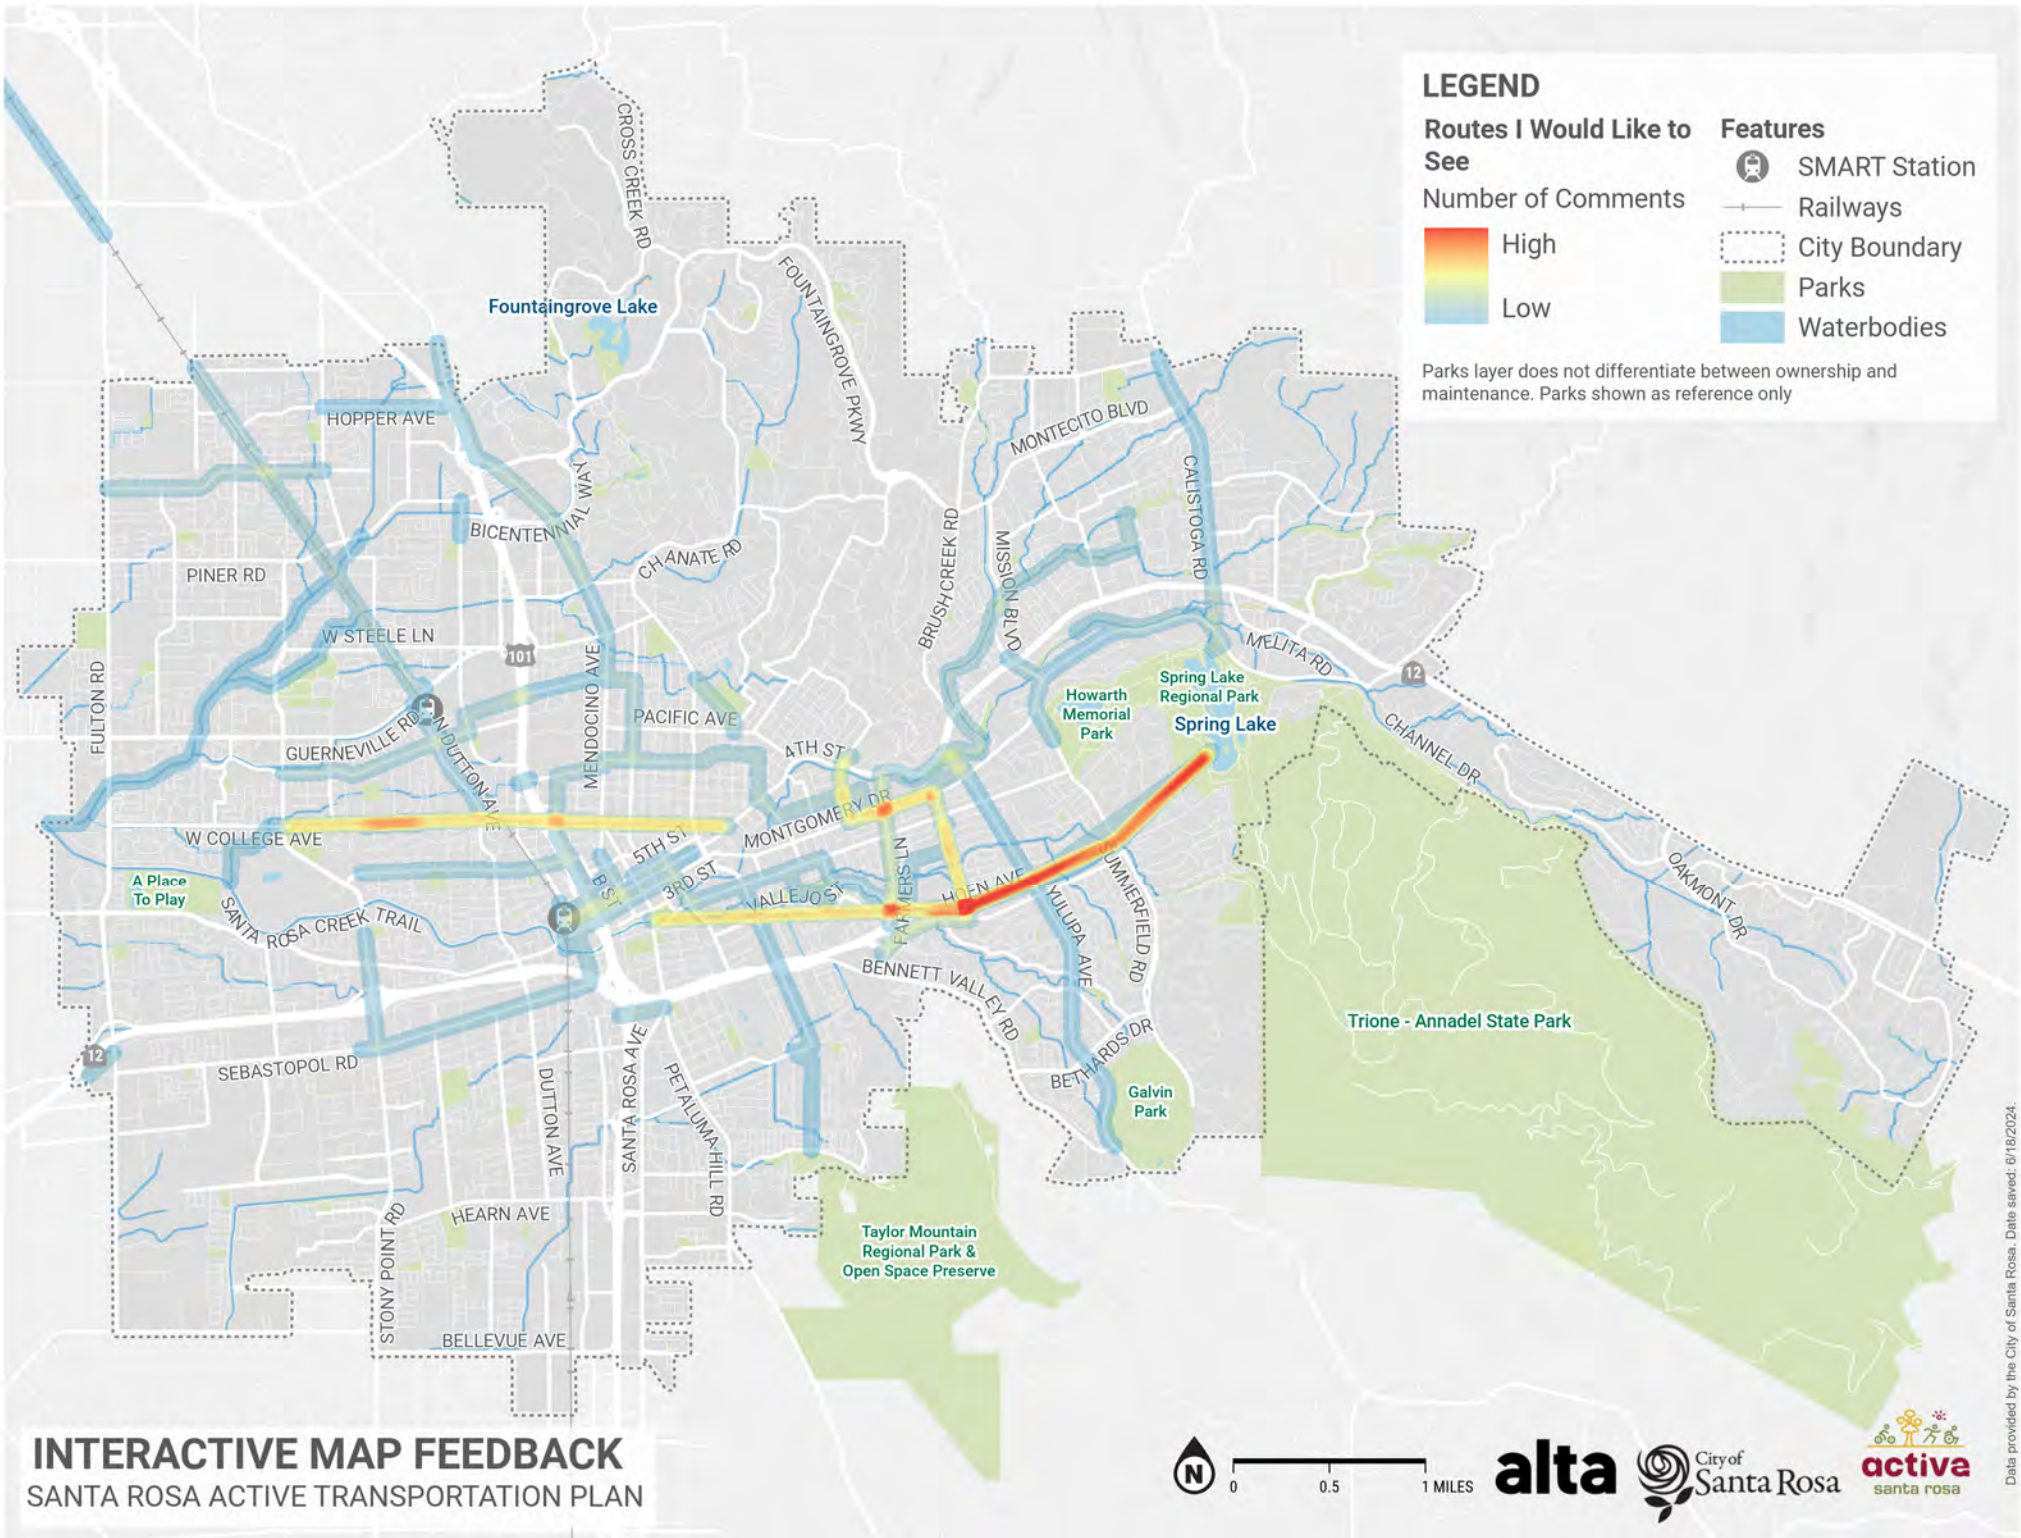 LEGEND
Routes I Would Like to
See
Number of Comments
High
Low
Features
SMART Station
Railways
City Boundary
Parks
Waterbodies
Parks layer does not differentiate between ownership and
maintenance. Parks shown as reference only
CROSS CREEK RD
FOUNTAINGROVE PKWY
Fountaingrove Lake
HOPPER AVE
MONTECITO BLVD
CALISTOGA RD
BICENTENNIAL WAY
CHANATE RD
BRUSH CREEK RD
MISSION BLVD
PINER RD
W STEELE LN
101
FULTON RD
MENDOCINO AVE
MELITA RD
12
Spring Lake
Regional Park
Howarth
Memorial
Park
Spring Lake
PACIFIC AVE
GUERNEVILLE RD
N DUTTON AVE
4TH ST
CHANNEL DR
W COLLEGE AVE
MONTGOMERY DR
5TH ST
3RD ST
B ST
VALLEJO ST
FARMERS LN
HOEN AVE
YULUPA AVE
SUMMERFIELD RD
A Place
To Play
SANTA ROSA CREEK TRAIL
OAKMONT DR
BENNETT VALLEY RD
Trione - Annadel State Park
12
SEBASTOPOL RD
DUTTON AVE
SANTA ROSA AVE
PETALUMA HILL RD
BETHARDS DR
Galvin
Park
STONY POINT RD
HEARN AVE
Taylor Mountain
Regional Park &
Open Space Preserve
BELLEVUE AVE
INTERACTIVE MAP FEEDBACK
SANTA ROSA ACTIVE TRANSPORTATION PLAN
N
0 0.5 1 MILES
alta
City of
Santa Rosa
activa
santa rosa
Data provided by the City of Santa Rosa. Date saved: 6/18/2024.